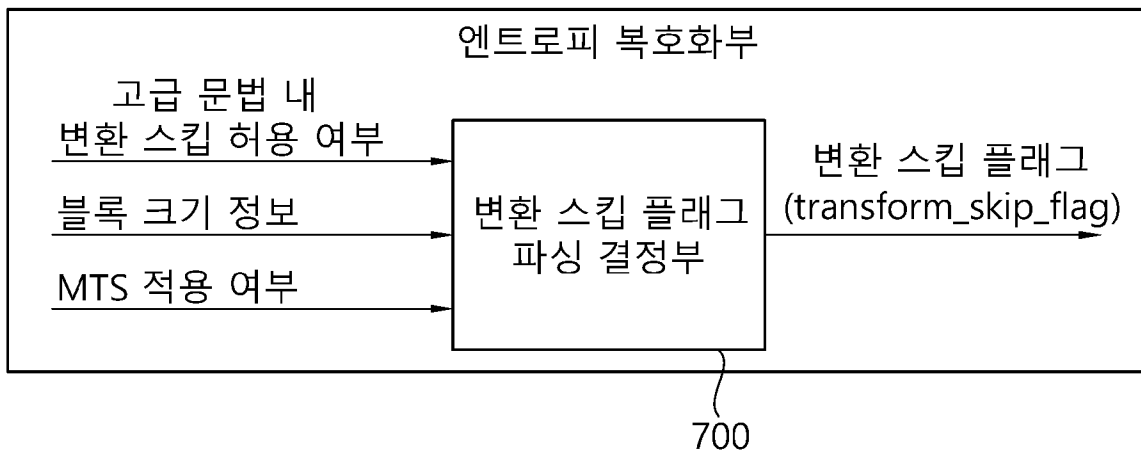 엔트로피 복호화부
고급 문법 내
변환 스킵 허용 여부
블록 크기 정보
MTS 적용 여부
변환 스킵 플래그
파싱 결정부
변환 스킵 플래그
(transform_skip_flag)
700